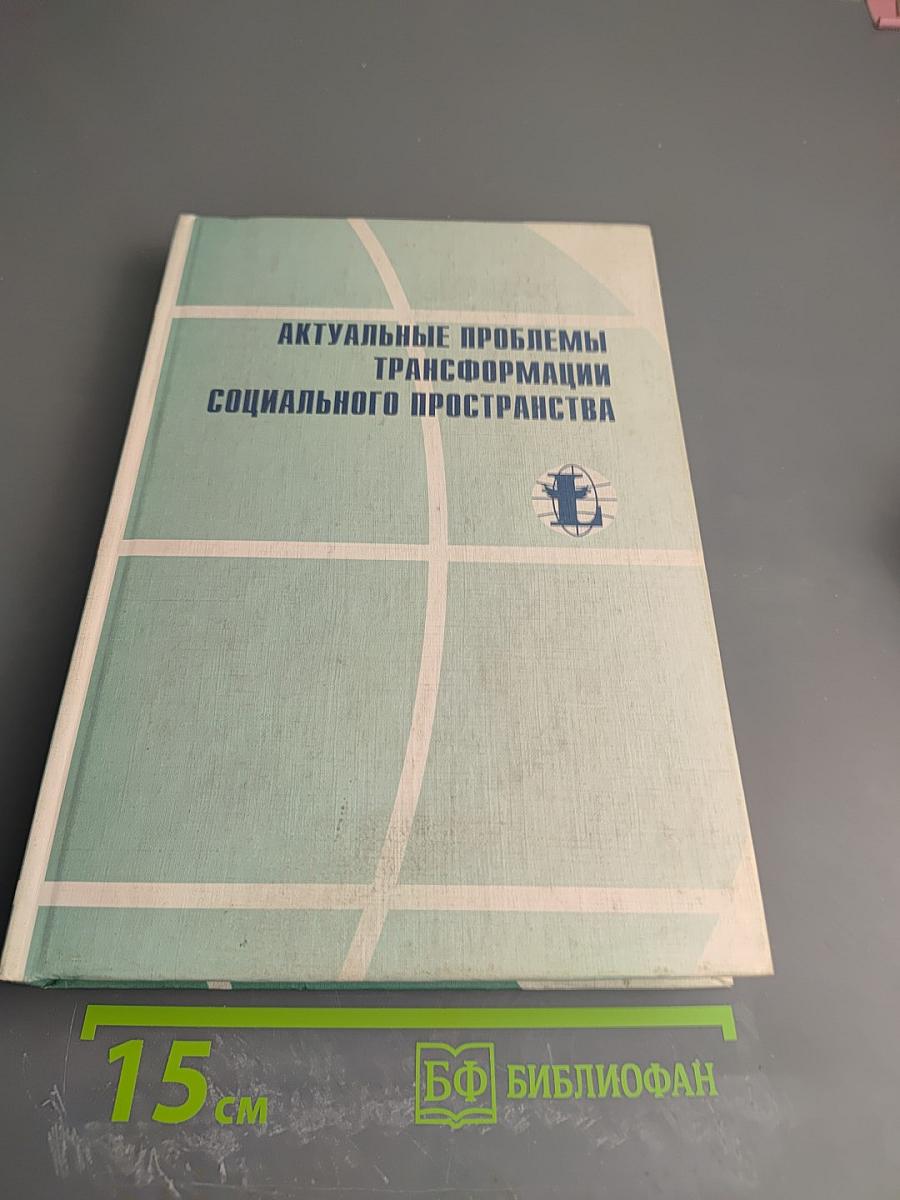 АКТУАЛЬНЫЕ ПРОБЛЕМЫ
ТРАНСФОРМАЦИИ
СОЦИАЛЬНОГО ПРОСТРАНСТВА
L
15 см
БФ БИБЛИОФАН